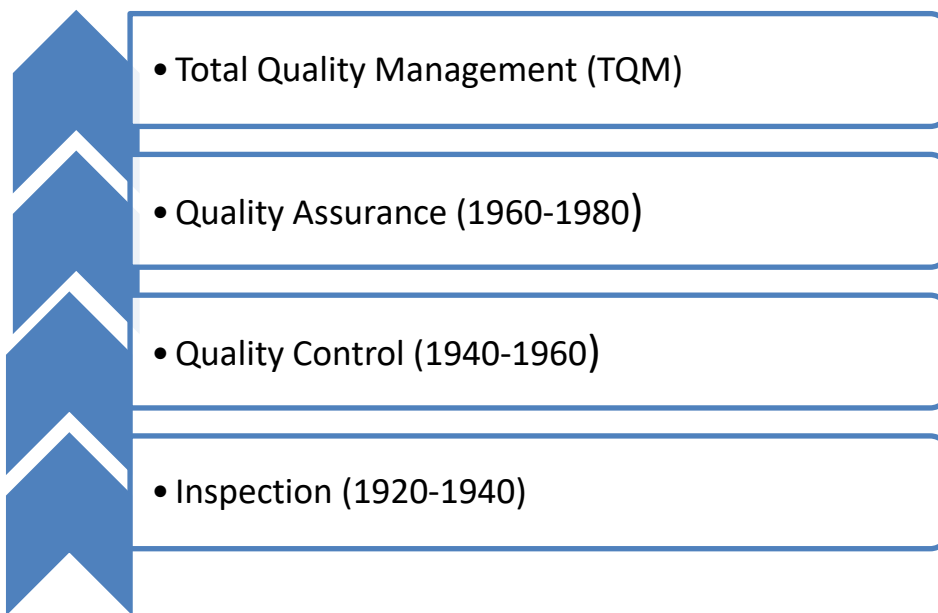 • Total Quality Management (TQM)
• Quality Assurance (1960-1980)
• Quality Control (1940-1960)
• Inspection (1920-1940)